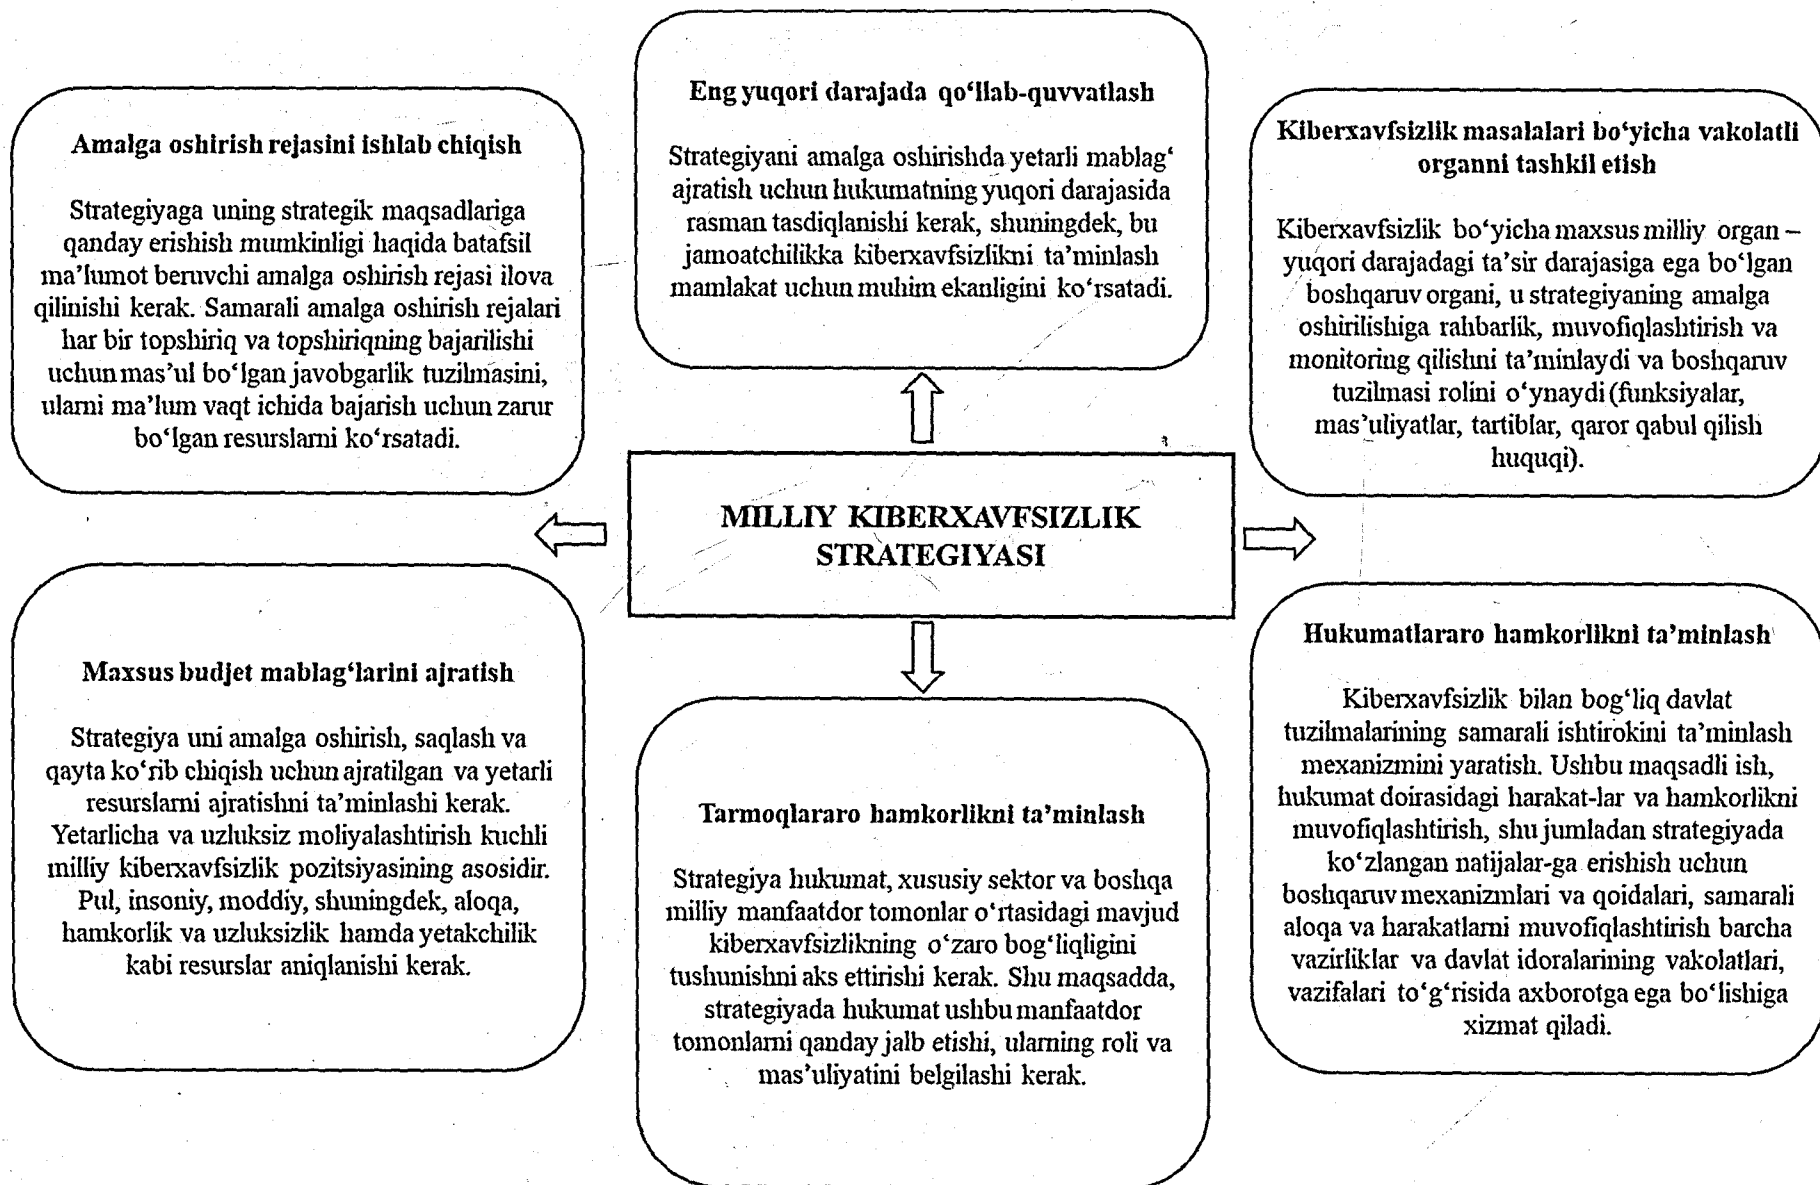 Eng yuqori darajada qo‘llab-quvvatlash
Strategiyani amalga oshirishda yetarli mablag‘
ajratish uchun hukumatning yuqori darajasida
rasman tasdiqlanishi kerak, shuningdek, bu
jamoatchilikka kiberxavfsizlikni ta’minlash
mamlakat uchun muhim ekanligini ko‘rsatadi.
Amalga oshirish rejasini ishlab chiqish
Strategiyaga uning strategik maqsadlariga
qanday erishish mumkinligi haqida batafsil
ma’lumot beruvchi amalga oshirish rejasi ilova
qilinishi kerak. Samarali amalga oshirish rejalari
har bir topshiriq va topshiriqning bajarilishi
uchun mas’ul bo‘lgan javobgarlik tuzilmasini,
ularni ma’lum vaqt ichida bajarish uchun zarur
bo‘lgan resurslarni ko‘rsatadi.
Kiberxavfsizlik masalalari bo‘yicha vakolatli
organni tashkil etish
Kiberxavfsizlik bo‘yicha maxsus milliy organ –
yuqori darajadagi ta’sir darajasiga ega bo‘lgan
boshqaruv organi, u strategiyaning amalga
oshirilishiga rahbarlik, muvofiqlashtirish va
monitoring qilishni ta’minlaydi va boshqaruv
tuzilmasi rolini o‘ynaydi (funksiyalar,
mas’uliyatlar, tartiblar, qaror qabul qilish
huquqi).
MILLIY KIBERXAVFSIZLIK
STRATEGIYASI
Maxsus budjet mablag‘larini ajratish
Strategiya uni amalga oshirish, saqlash va
qayta ko‘rib chiqish uchun ajratilgan va yetarli
resurslarni ajratishni ta’minlashi kerak.
Yetarlicha va uzluksiz moliyalashtirish kuchli
milliy kiberxavfsizlik pozitsiyasining asosidir.
Pul, insoniy, moddiy, shuningdek, aloqa,
hamkorlik va uzluksizlik hamda yetakchilik
kabi resurslar aniqlanishi kerak.
Tarmoqlararo hamkorlikni ta’minlash
Strategiya hukumat, xususiy sektor va boshqa
milliy manfaatdor tomonlar o‘rtasidagi mavjud
kiberxavfsizlikning o‘zaro bog‘liqligini
tushunishni aks ettirishi kerak. Shu maqsadda,
strategiyada hukumat ushbu manfaatdor
tomonlarni qanday jalb etishi, ularning roli va
mas’uliyatini belgilashi kerak.
Hukumatlararo hamkorlikni ta’minlash
Kiberxavfsizlik bilan bog‘liq davlat
tuzilmalarining samarali ishtirokini ta’minlash
mexanizmini yaratish. Ushbu maqsadli ish,
hukumat doirasidagi harakat-lar va hamkorlikni
muvofiqlashtirish, shu jumladan strategiyada
ko‘zlangan natijalar-ga erishish uchun
boshqaruv mexanizmlari va qoidalari, samarali
aloqa va harakatlarni muvofiqlashtirish barcha
vazirliklar va davlat idoralarining vakolatlari,
vazifalari to‘g‘risida axborotga ega bo‘lishiga
xizmat qiladi.